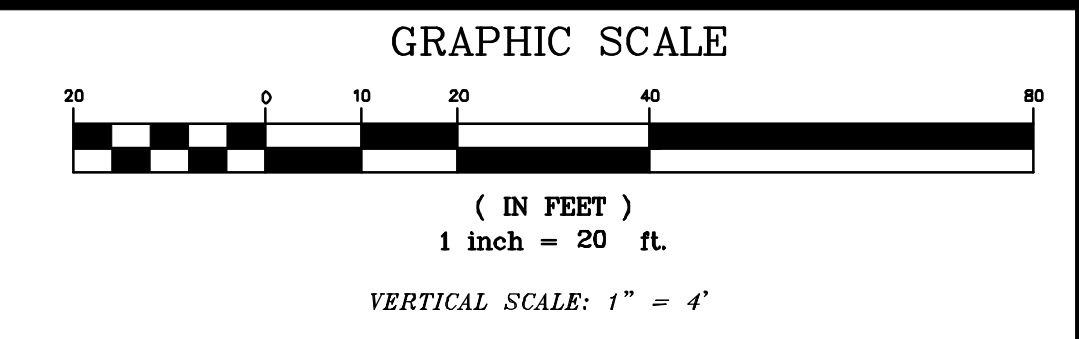 GRAPHIC SCALE
20 0 10 20 40 80
( IN FEET )
1 inch = 20 ft.
VERTICAL SCALE: 1" = 4'